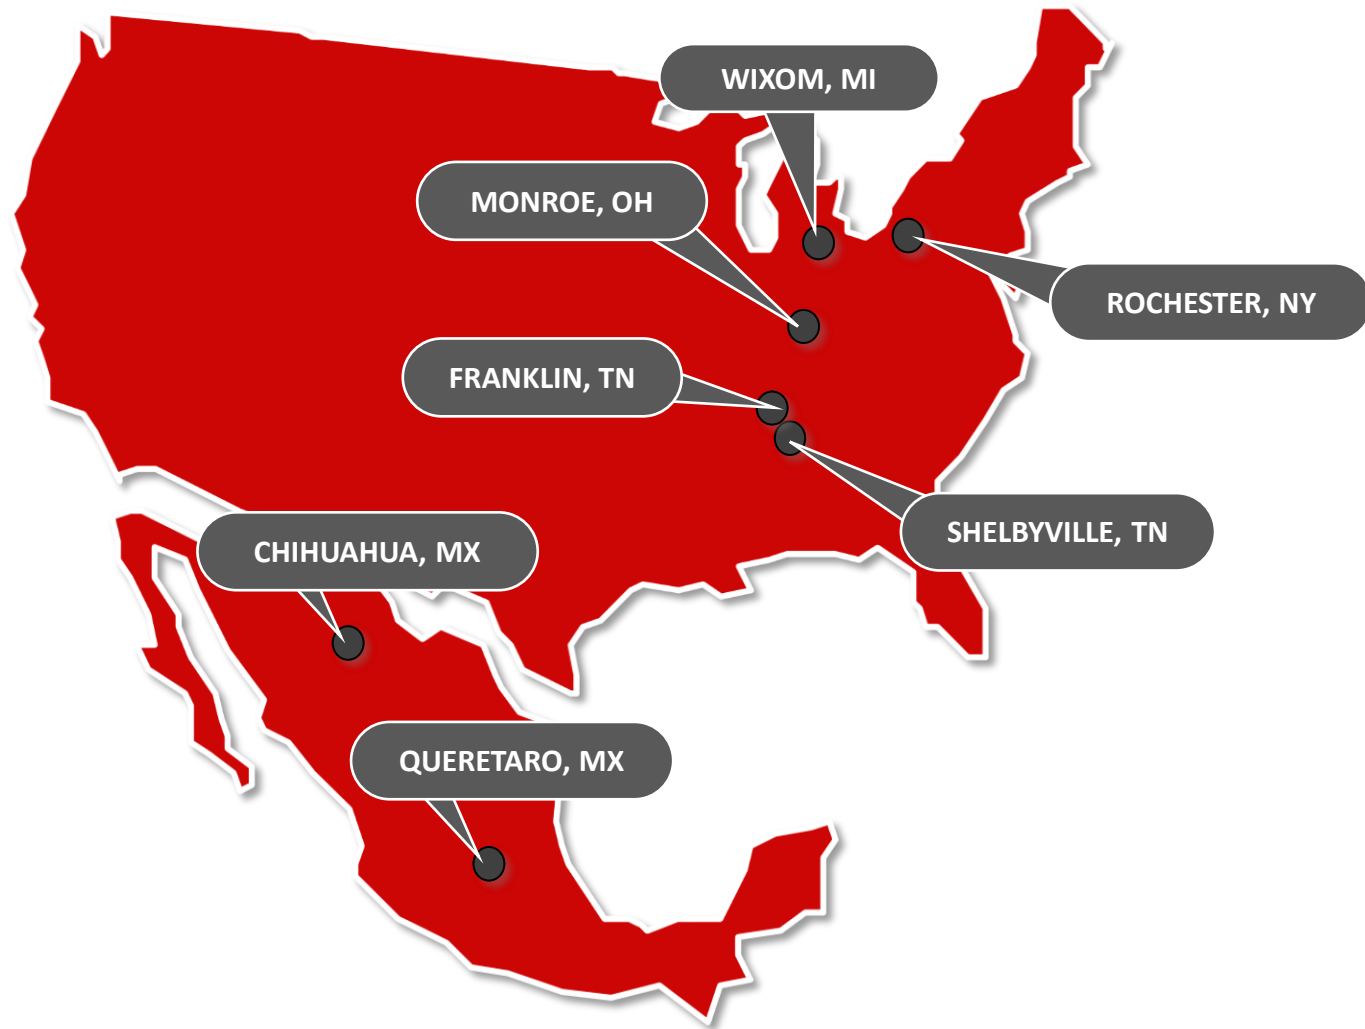 WIXOM, MI
MONROE, OH
ROCHESTER, NY
FRANKLIN, TN
SHELBYVILLE, TN
CHIHUAHUA, MX
QUERETARO, MX